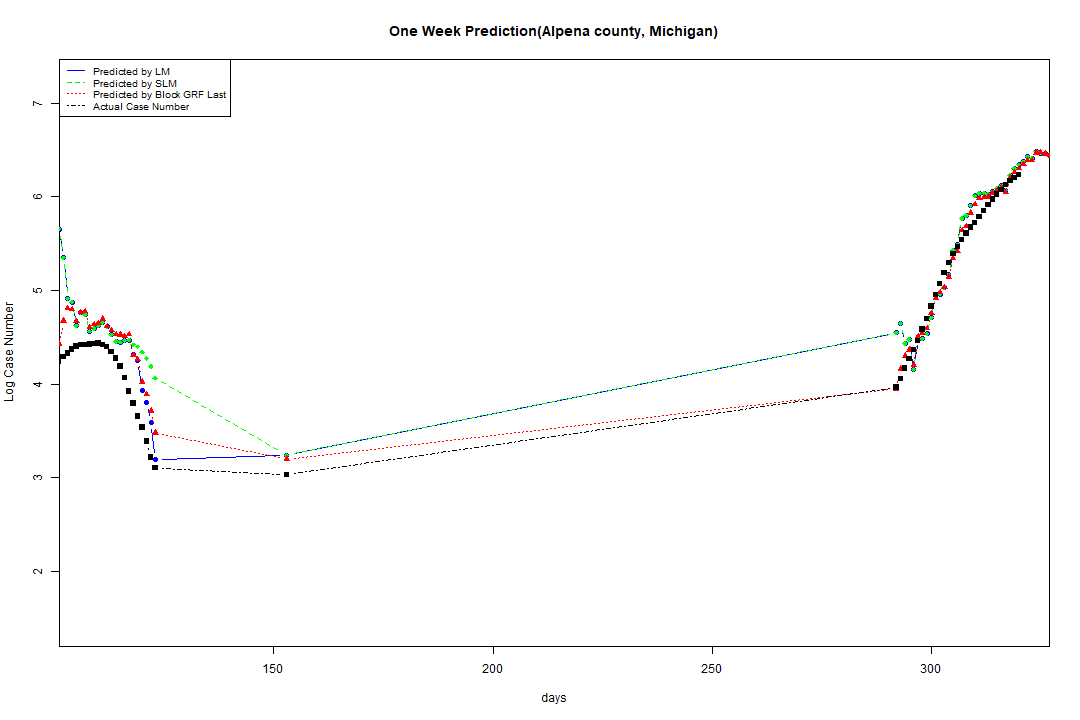 One Week Prediction(Alpena county, Michigan)
Predicted by LM
Predicted by SLM
Predicted by Block GRF Last
Actual Case Number
7
6
5
4
3
2
Log Case Number
150 200 250 300
days